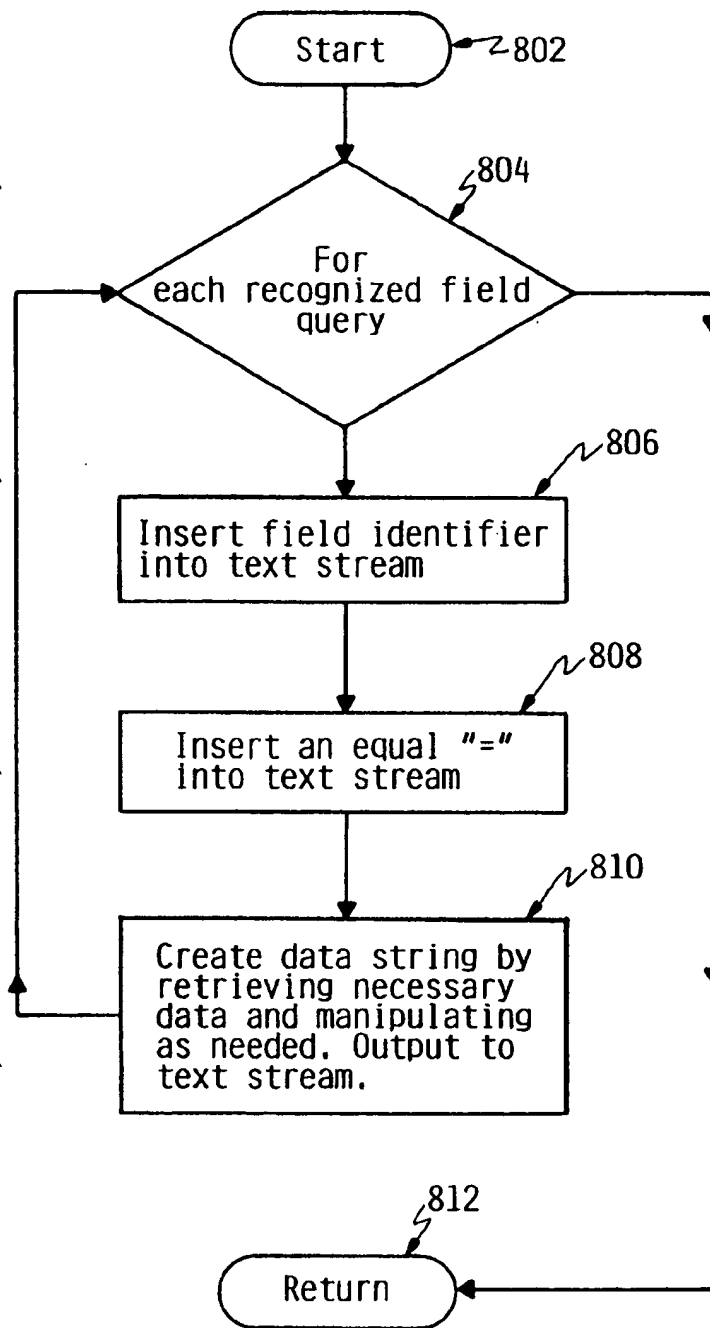 Start
802
804
For
each recognized field
query
806
Insert field identifier
into text stream
808
Insert an equal "="
into text stream
810
Create data string by
retrieving necessary
data and manipulating
as needed. Output to
text stream.
812
Return